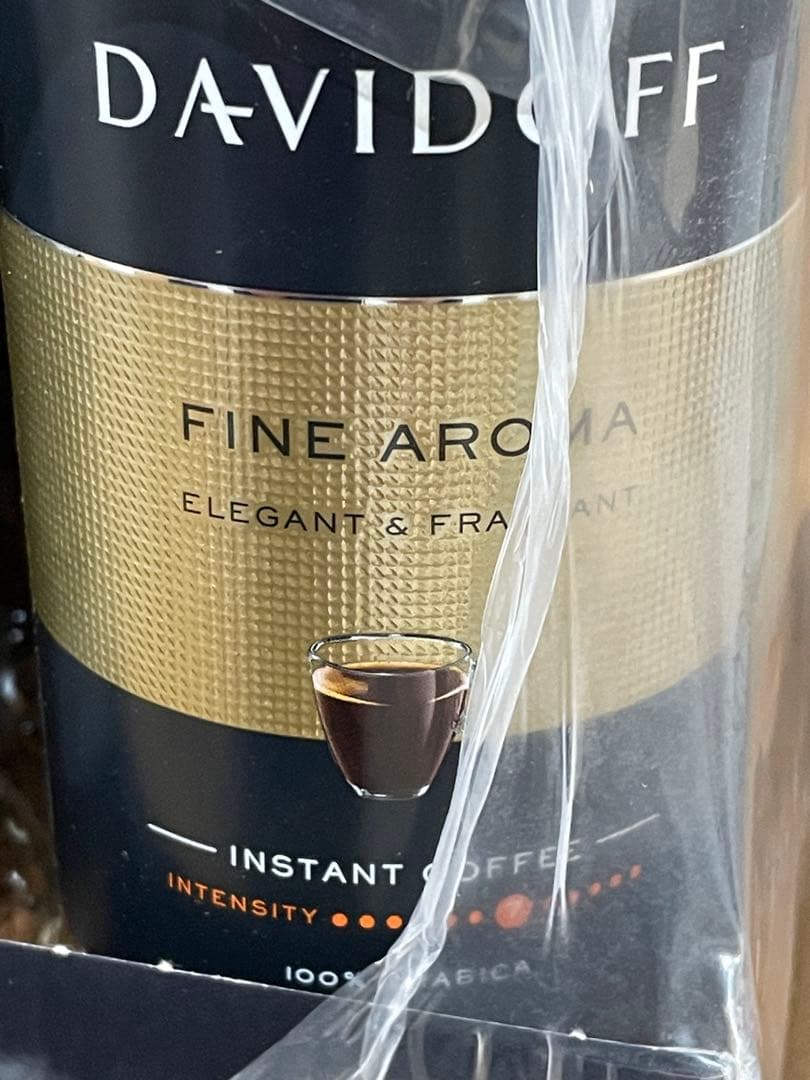 DAVIDOFF
FINE AROMA
ELEGANT & FRAGRANT
INSTANT COFFEE
INTENSITY
100% ARABICA